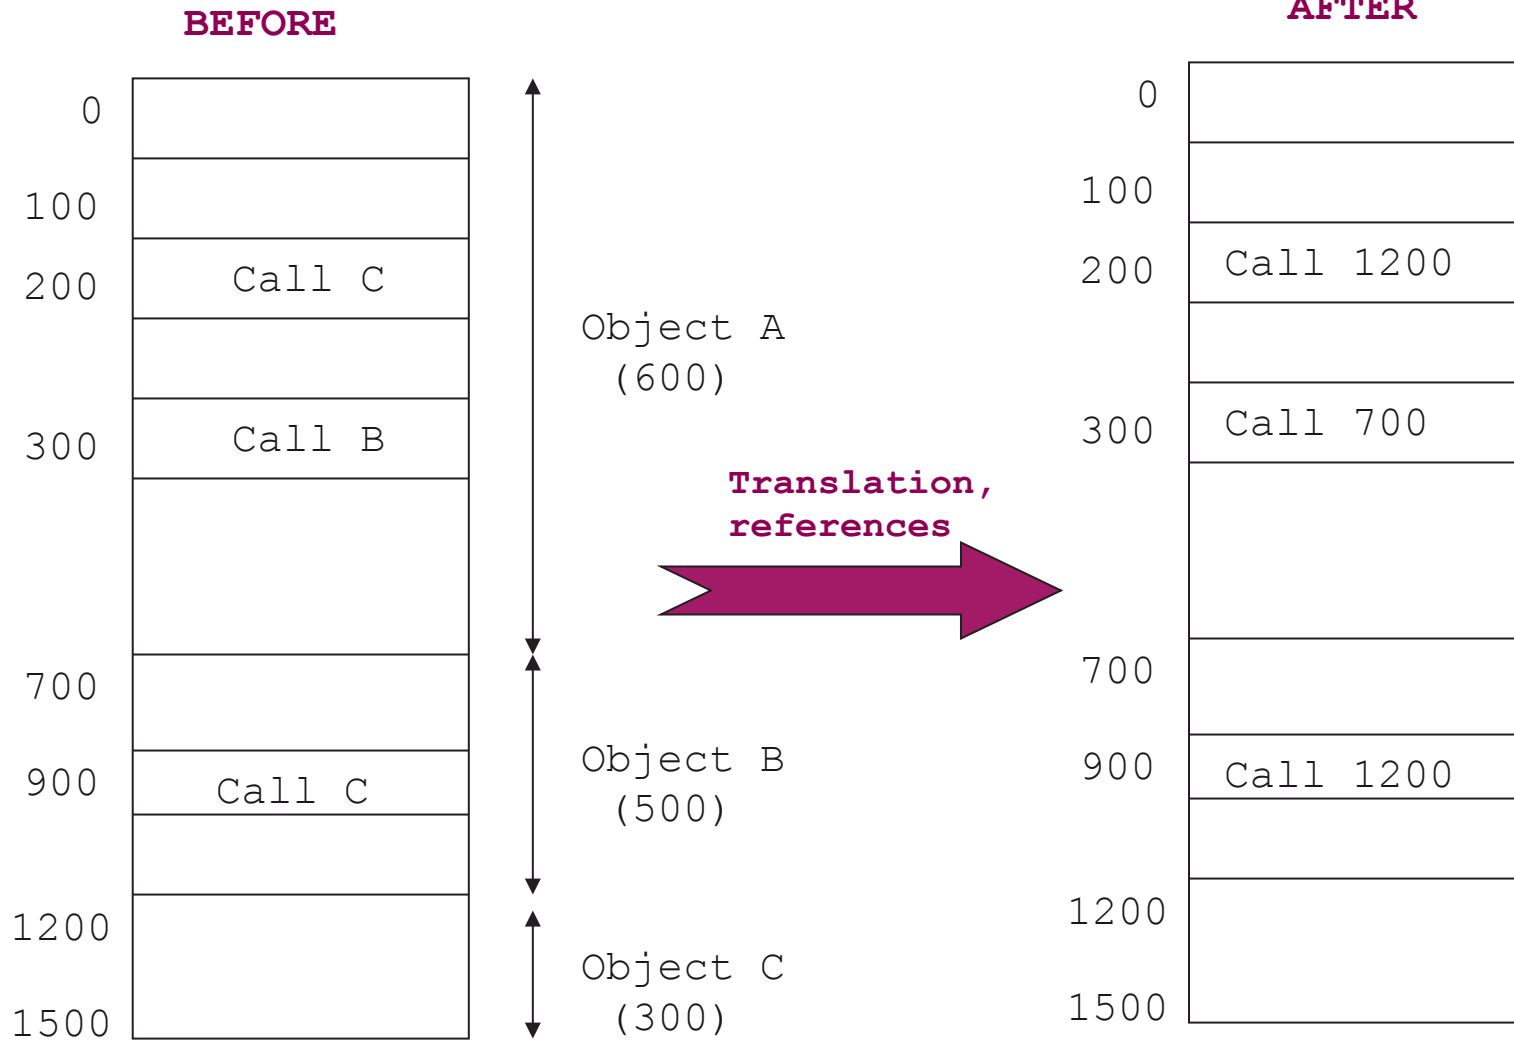 BEFORE
AFTER
0
100
200
Call C
300
Call B
700
900
Call C
1200
1500
Object A
(600)
Object B
(500)
Object C
(300)
Translation,
references
0
100
200
Call 1200
300
Call 700
700
900
Call 1200
1200
1500